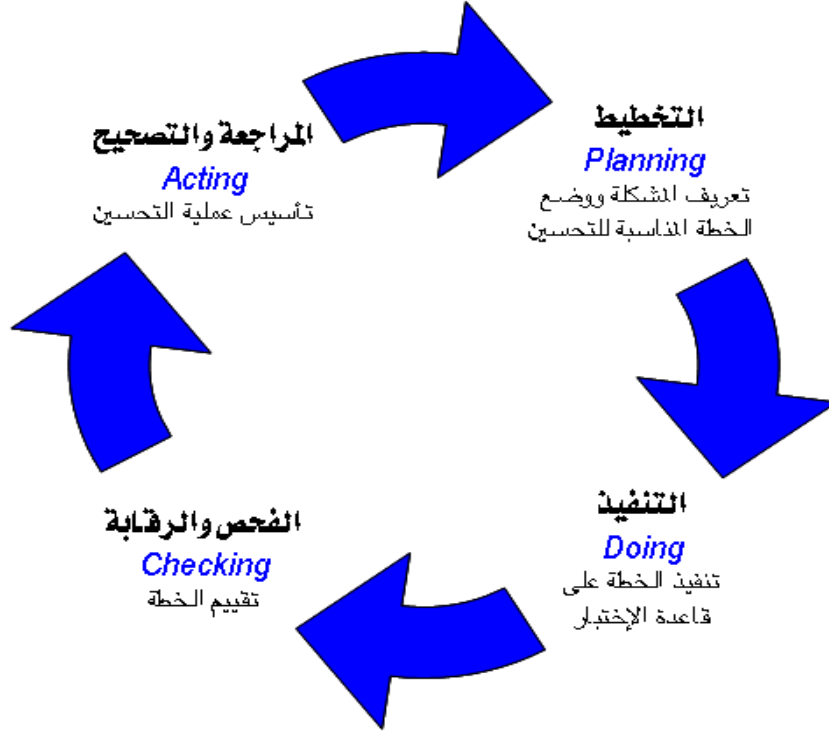 التخطيط
Planning
تعريف المشكلة ووضع
الخطة المناسبة للتحسين
التنفيذ
Doing
تنفيذ الخطة على
قاعدة الإختبار
الفحص والرقابة
Checking
تقييم الخطة
المراجعة والتصحيح
Acting
تأسيس عملية التحسين